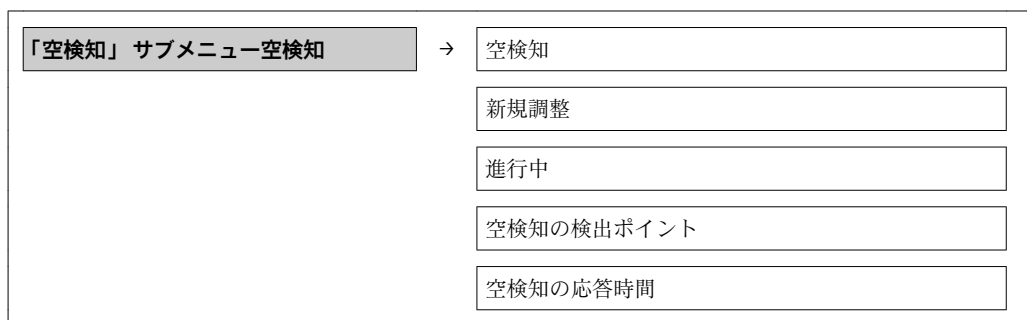 「空検知」 サブメニュー空検知 → 空検知
新規調整
進行中
空検知の検出ポイント
空検知の応答時間